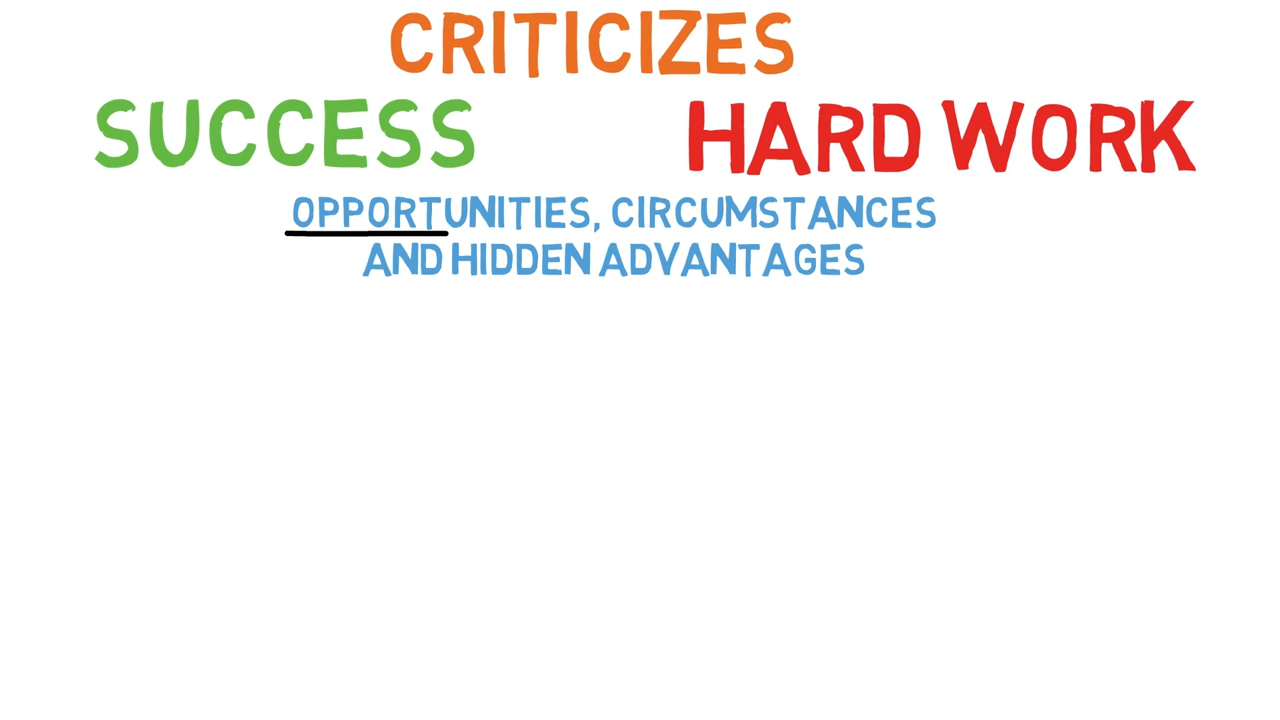 CRITICIZES
SUCCESS HARD WORK
OPPORTUNITIES, CIRCUMSTANCES
AND HIDDEN ADVANTAGES